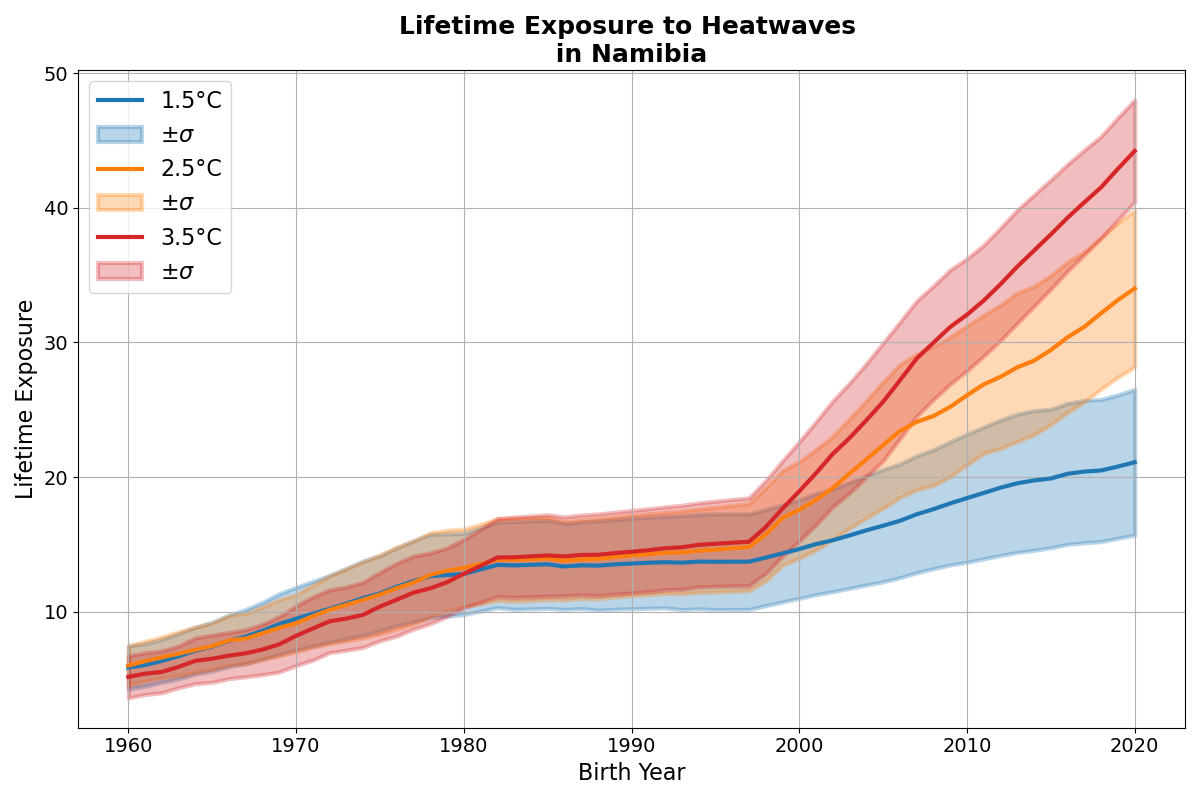 Lifetime Exposure to Heatwaves
in Namibia
1.5°C
±σ
2.5°C
±σ
3.5°C
±σ
Lifetime Exposure
50
40
30
20
10
1960 1970 1980 1990 2000 2010 2020
Birth Year